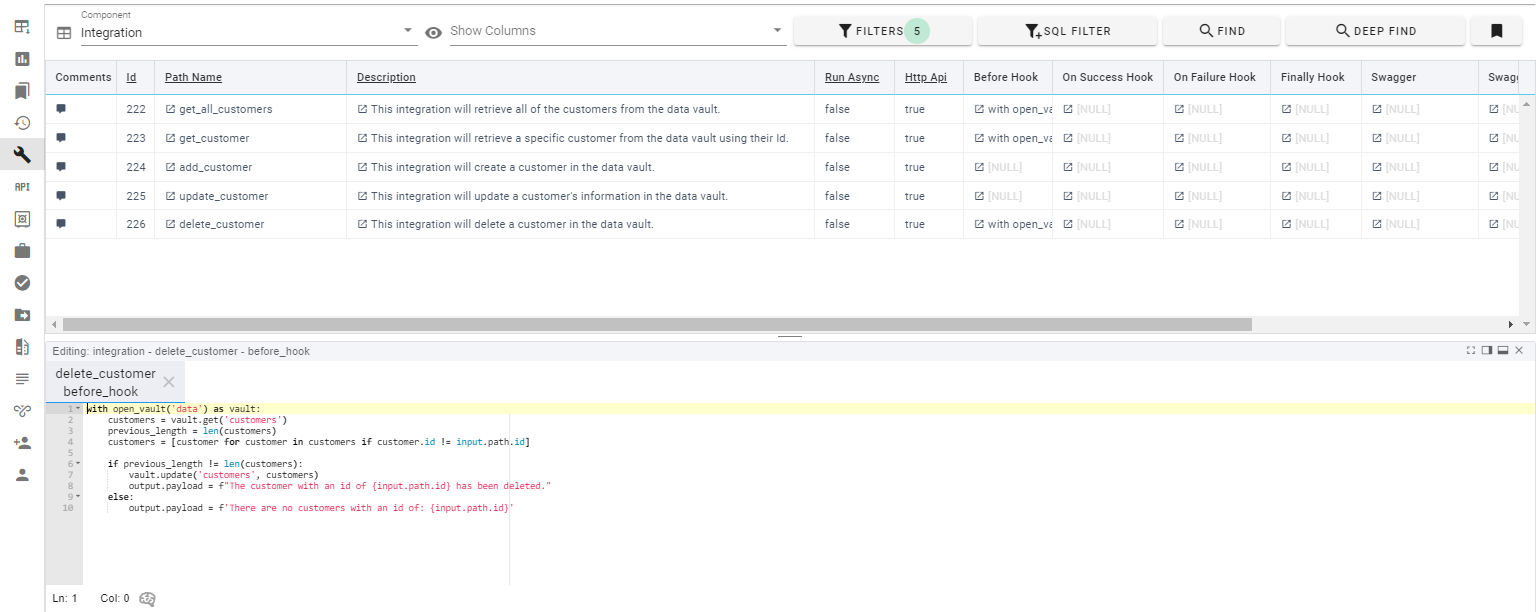 Component
Integration
Show Columns
FILTERS 5
SQL FILTER
FIND
DEEP FIND
API
Comments Id Path Name Description Run Async Http Api Before Hook On Success Hook On Failure Hook Finally Hook Swagger Swagg
222 get_all_customers This integration will retrieve all of the customers from the data vault. false true with open_va [NULL] [NULL] [NULL] [NULL] [NU
223 get_customer This integration will retrieve a specific customer from the data vault using their Id. false true with open_va [NULL] [NULL] [NULL] [NULL] [NU
224 add_customer This integration will create a customer in the data vault. false true [NULL] [NULL] [NULL] [NULL] [NULL] [NU
225 update_customer This integration will update a customer's information in the data vault. false true [NULL] [NULL] [NULL] [NULL] [NULL] [NU
226 delete_customer This integration will delete a customer in the data vault. false true with open_va [NULL] [NULL] [NULL] [NULL] [NU
Editing: integration - delete_customer - before_hook
delete_customer
before_hook
1 with open_vault('data') as vault:
2     customers = vault.get('customers')
3     previous_length = len(customers)
4     customers = [customer for customer in customers if customer.id != input.path.id]
5
6     if previous_length != len(customers):
7         vault.update('customers', customers)
8         output.payload = f"The customer with an id of {input.path.id} has been deleted."
9     else:
10         output.payload = f'There are no customers with an id of: {input.path.id}'
Ln: 1 Col: 0